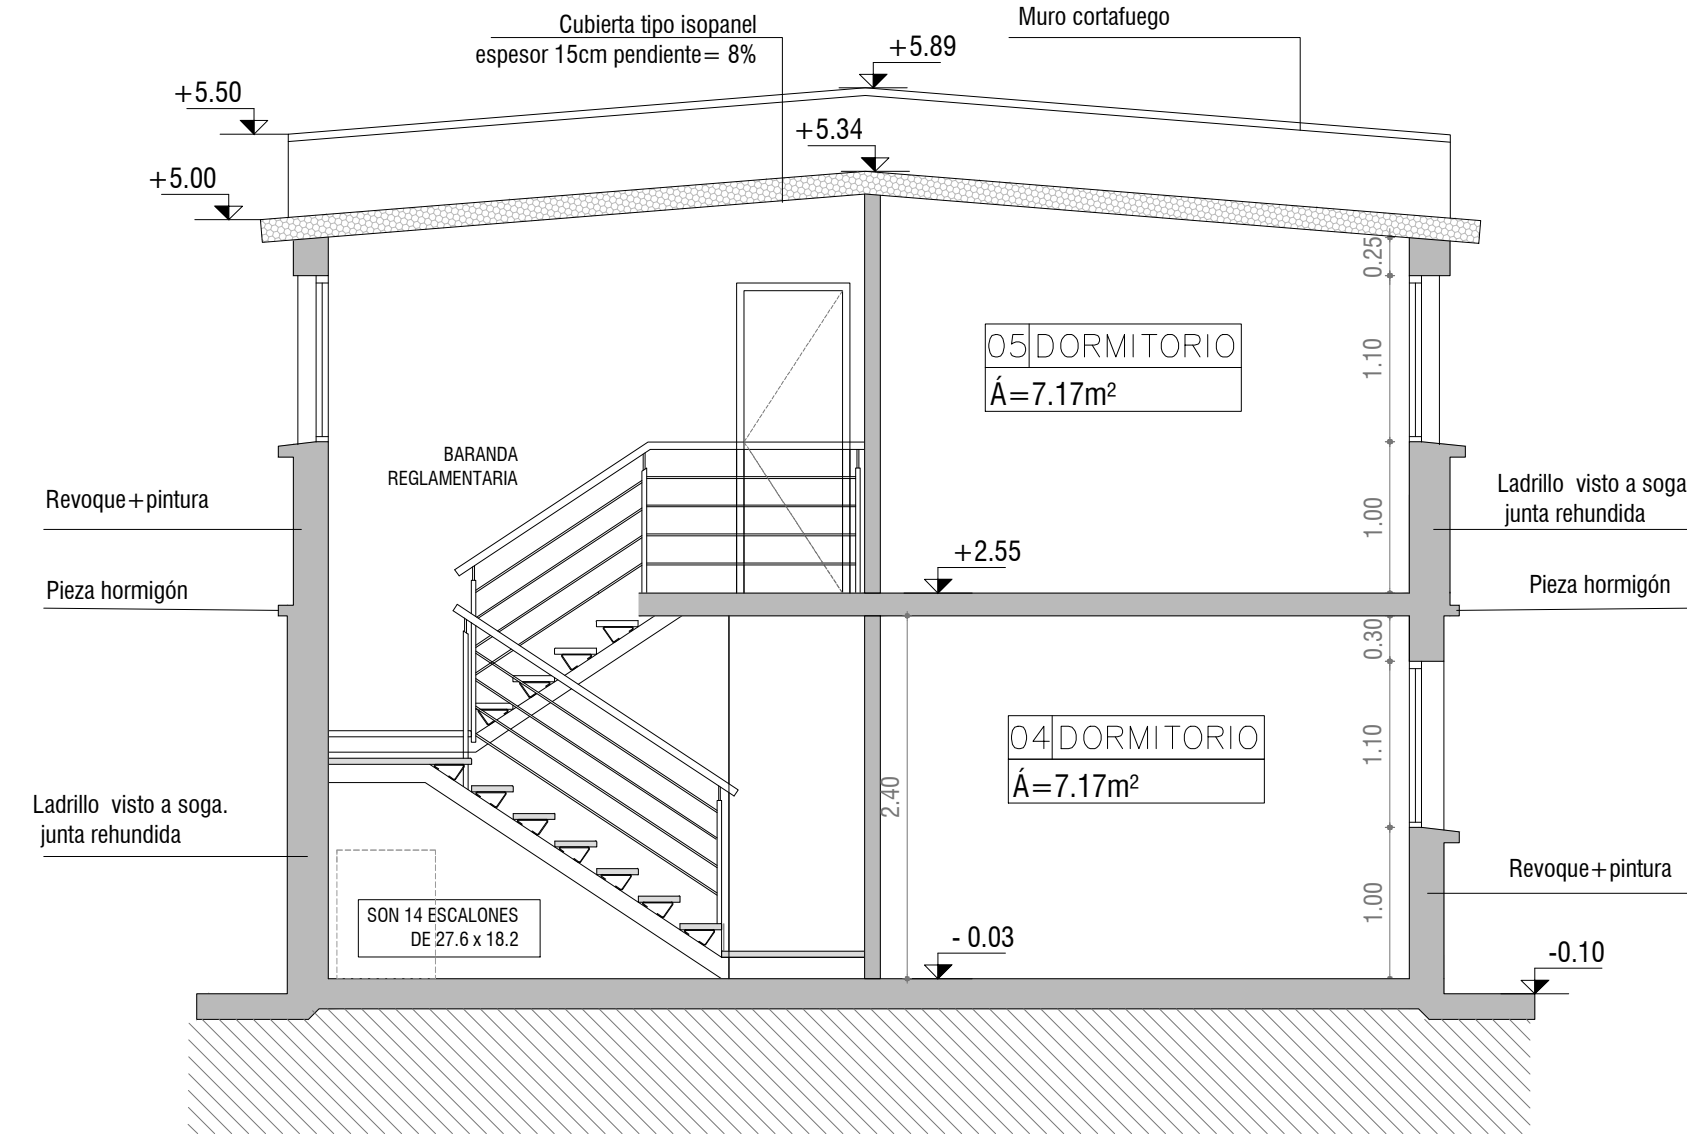 Cubierta tipo isopanel
espesor 15cm pendiente= 8%
Muro cortafuego
+5.89
+5.50
+5.34
+5.00
0.25
05 DORMITORIO
Á=7.17m²
1.10
BARANDA
REGLAMENTARIA
Revoque+pintura
Ladrillo visto a soga
junta rehundida
1.00
+2.55
Pieza hormigón
Pieza hormigón
0.30
04 DORMITORIO
Á=7.17m²
1.10
2.40
Ladrillo visto a soga.
junta rehundida
Revoque+pintura
1.00
SON 14 ESCALONES
DE 27.6 x 18.2
- 0.03
-0.10